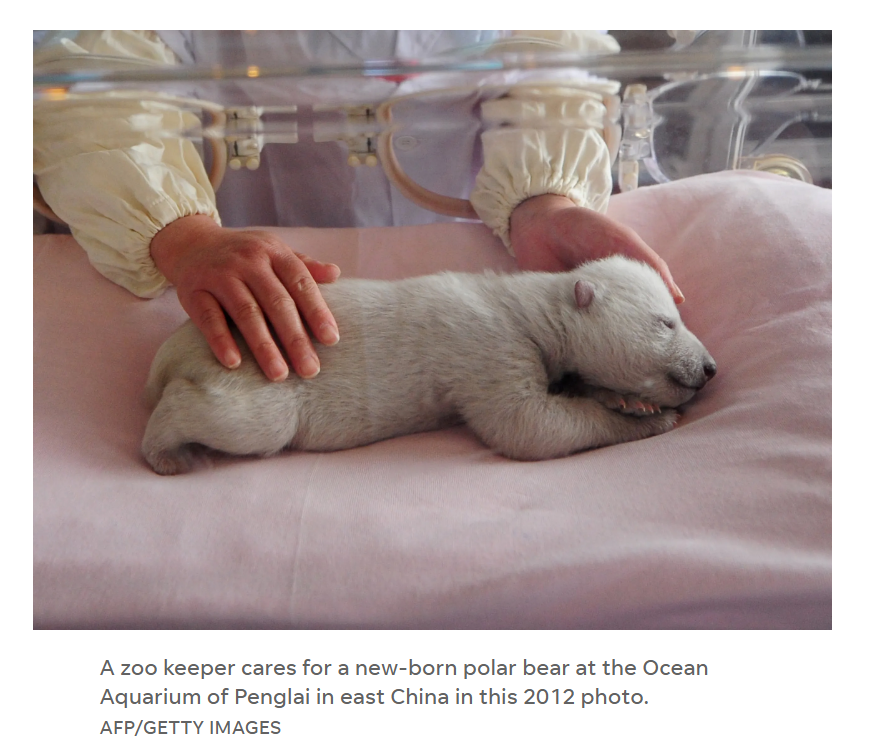 A zoo keeper cares for a new-born polar bear at the Ocean
Aquarium of Penglai in east China in this 2012 photo.
AFP/GETTY IMAGES